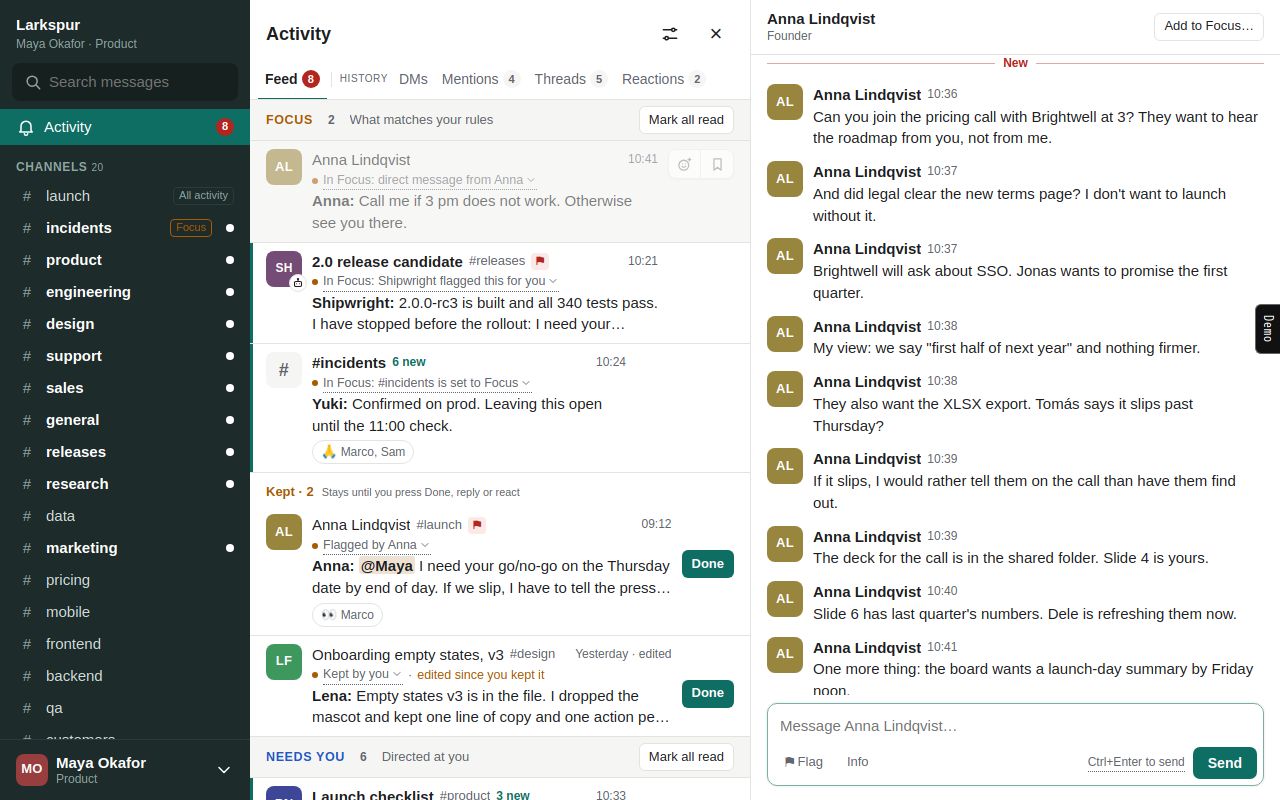 Larkspur
Maya Okafor · Product
Search messages
Activity 8
CHANNELS 20
# launch All activity
# incidents Focus
# product
# engineering
# design
# support
# sales
# general
# releases
# research
# data
# marketing
# pricing
# mobile
# frontend
# backend
# qa
# customers
MO Maya Okafor
Product
Activity
Feed 8 HISTORY DMs Mentions 4 Threads 5 Reactions 2
FOCUS 2 What matches your rules Mark all read
AL Anna Lindqvist 10:41
In Focus: direct message from Anna
Anna: Call me if 3 pm does not work. Otherwise
see you there.
SH 2.0 release candidate #releases 10:21
In Focus: Shipwright flagged this for you
Shipwright: 2.0.0-rc3 is built and all 340 tests pass.
I have stopped before the rollout: I need your…
# #incidents 6 new 10:24
In Focus: #incidents is set to Focus
Yuki: Confirmed on prod. Leaving this open
until the 11:00 check.
🙏 Marco, Sam
Kept · 2 Stays until you press Done, reply or react
AL Anna Lindqvist #launch 09:12
Flagged by Anna
Anna: @Maya I need your go/no-go on the Thursday
date by end of day. If we slip, I have to tell the press…
Done
👀 Marco
LF Onboarding empty states, v3 #design Yesterday · edited
Kept by you · edited since you kept it
Lena: Empty states v3 is in the file. I dropped the
mascot and kept one line of copy and one action pe…
Done
NEEDS YOU 6 Directed at you Mark all read
Launch checklist #product 3 new 10:33
Anna Lindqvist
Founder
Add to Focus…
New
AL Anna Lindqvist 10:36
Can you join the pricing call with Brightwell at 3? They want to hear
the roadmap from you, not from me.
AL Anna Lindqvist 10:37
And did legal clear the new terms page? I don't want to launch
without it.
AL Anna Lindqvist 10:37
Brightwell will ask about SSO. Jonas wants to promise the first
quarter.
AL Anna Lindqvist 10:38
My view: we say "first half of next year" and nothing firmer.
AL Anna Lindqvist 10:38
They also want the XLSX export. Tomás says it slips past
Thursday?
AL Anna Lindqvist 10:39
If it slips, I would rather tell them on the call than have them find
out.
AL Anna Lindqvist 10:39
The deck for the call is in the shared folder. Slide 4 is yours.
AL Anna Lindqvist 10:40
Slide 6 has last quarter's numbers. Dele is refreshing them now.
AL Anna Lindqvist 10:41
One more thing: the board wants a launch-day summary by Friday
noon.
Message Anna Lindqvist…
Flag Info Ctrl+Enter to send Send
Demo